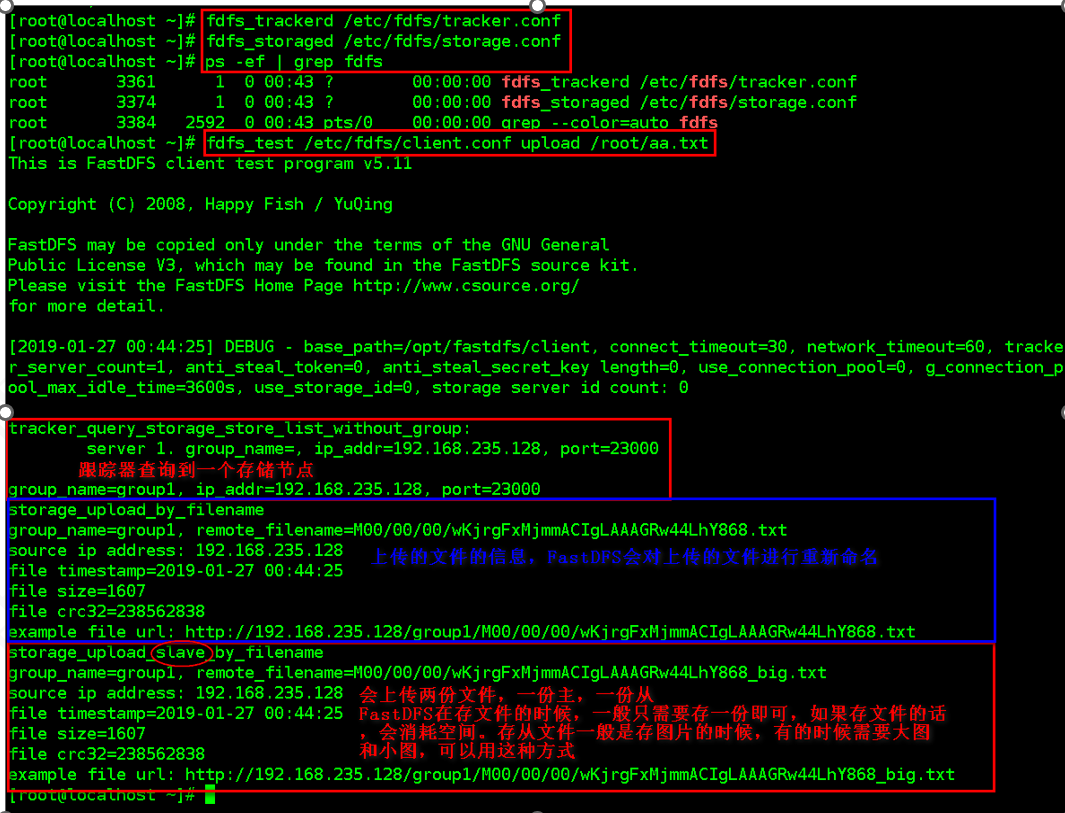 [root@localhost ~]# fdfs_trackerd /etc/fdfs/tracker.conf
[root@localhost ~]# fdfs_storaged /etc/fdfs/storage.conf
[root@localhost ~]# ps -ef | grep fdfs
root       3361      1  0 00:43 ?        00:00:00 fdfs_trackerd /etc/fdfs/tracker.conf
root       3374      1  0 00:43 ?        00:00:00 fdfs_storaged /etc/fdfs/storage.conf
root       3384   2592  0 00:43 pts/0    00:00:00 grep --color=auto fdfs
[root@localhost ~]# fdfs_test /etc/fdfs/client.conf upload /root/aa.txt
This is FastDFS client test program v5.11
Copyright (C) 2008, Happy Fish / YuQing
FastDFS may be copied only under the terms of the GNU General
Public License V3, which may be found in the FastDFS source kit.
Please visit the FastDFS Home Page http://www.csource.org/
for more detail.
[2019-01-27 00:44:25] DEBUG - base_path=/opt/fastdfs/client, connect_timeout=30, network_timeout=60, tracke
r_server_count=1, anti_steal_token=0, anti_steal_secret_key length=0, use_connection_pool=0, g_connection_p
ool_max_idle_time=3600s, use_storage_id=0, storage server id count: 0
tracker_query_storage_store_list_without_group:
server 1. group_name=, ip_addr=192.168.235.128, port=23000
跟踪器查询到一个存储节点
group_name=group1, ip_addr=192.168.235.128, port=23000
storage_upload_by_filename
group_name=group1, remote_filename=M00/00/00/wKjrgFxMjmmACIgLAAAGRw44LhY868.txt
source ip address: 192.168.235.128
上传的文件的信息，FastDFS会对上传的文件进行重新命名
file timestamp=2019-01-27 00:44:25
file size=1607
file crc32=238562838
example file url: http://192.168.235.128/group1/M00/00/00/wKjrgFxMjmmACIgLAAAGRw44LhY868.txt
storage_upload_slave_by_filename
group_name=group1, remote_filename=M00/00/00/wKjrgFxMjmmACIgLAAAGRw44LhY868_big.txt
source ip address: 192.168.235.128
会上传两份文件，一份主，一份从
file timestamp=2019-01-27 00:44:25
FastDFS在存文件的时候，一般只需要存一份即可，如果存文件的话
file size=1607
，会消耗空间。存从文件一般是存图片的时候，有的时候需要大图
file crc32=238562838
和小图，可以用这种方式
example file url: http://192.168.235.128/group1/M00/00/00/wKjrgFxMjmmACIgLAAAGRw44LhY868_big.txt
[root@localhost ~]#